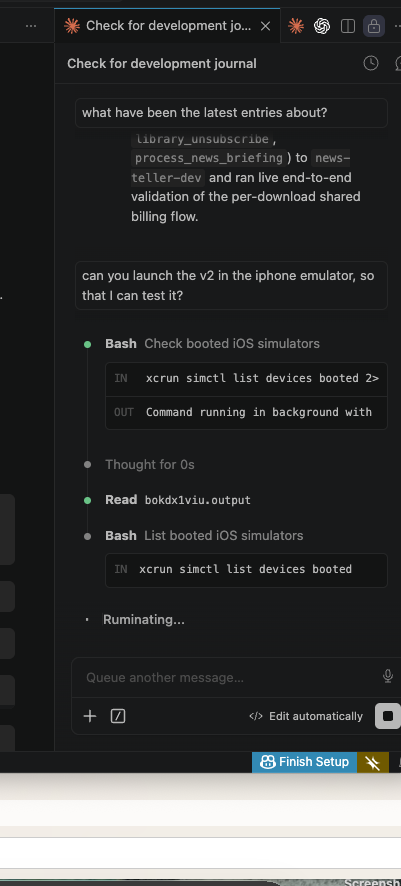 Check for development jo...
Check for development journal
what have been the latest entries about?
library_unsubscribe,
process_news_briefing) to news-
teller-dev and ran live end-to-end
validation of the per-download shared
billing flow.
can you launch the v2 in the iphone emulator, so
that I can test it?
Bash Check booted iOS simulators
IN xcrun simctl list devices booted 2>
OUT Command running in background with
Thought for 0s
Read bokdx1viu.output
Bash List booted iOS simulators
IN xcrun simctl list devices booted
Ruminating...
Queue another message...
</> Edit automatically
Finish Setup
Screensh